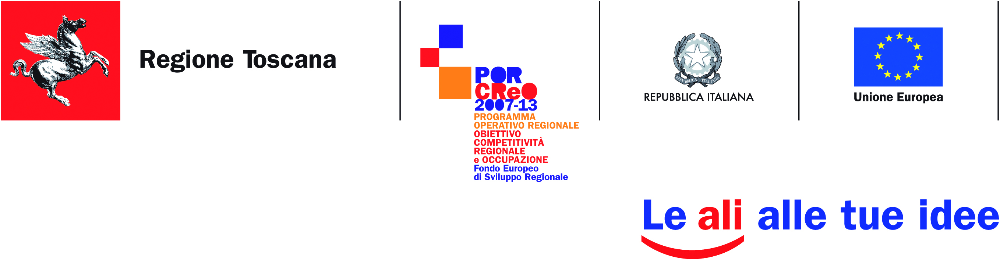 Regione Toscana
POR
CReO
2007-13
PROGRAMMA
OPERATIVO REGIONALE
OBIETTIVO
COMPETITIVITÀ
REGIONALE
e OCCUPAZIONE
Fondo Europeo
di Sviluppo Regionale
REPVBBLICA ITALIANA
REPUBBLICA ITALIANA
Unione Europea
Le ali alle tue idee